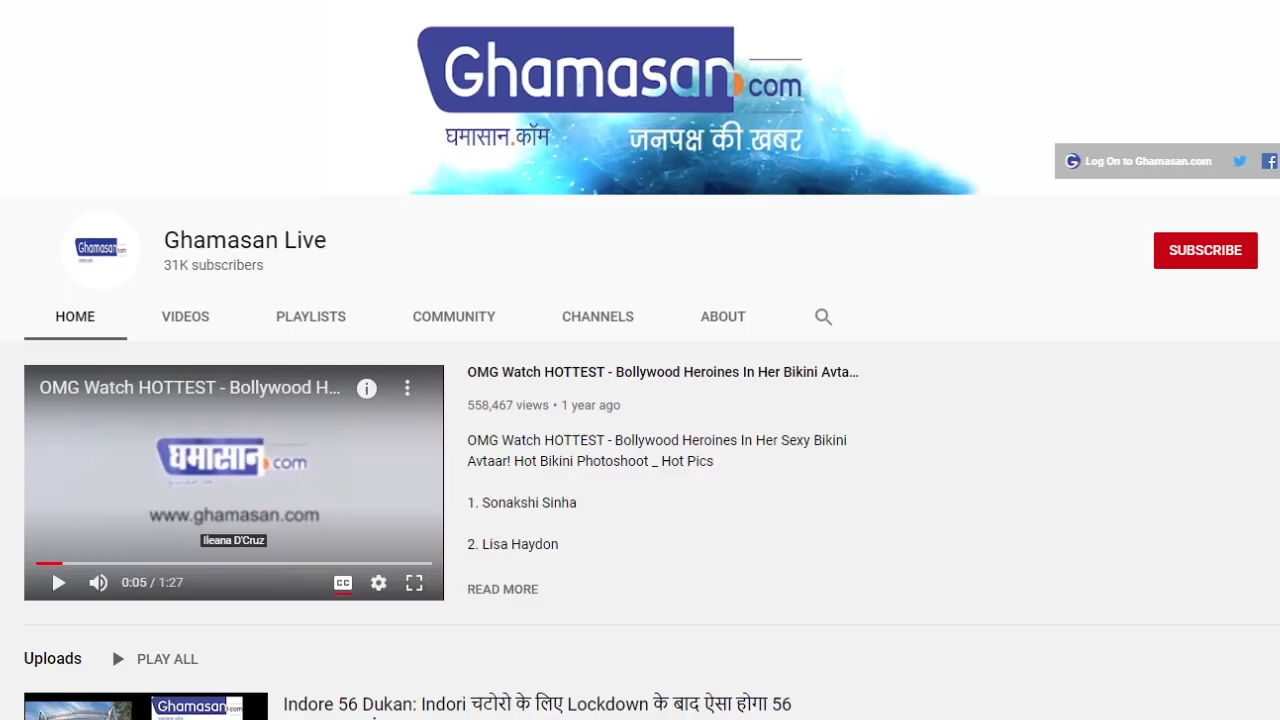 Ghamasan.com
घमासान.कॉम
जनपक्ष की खबर
Log On to Ghamasan.com
Ghamasan.com
Ghamasan Live
31K subscribers
SUBSCRIBE
HOME VIDEOS PLAYLISTS COMMUNITY CHANNELS ABOUT
OMG Watch HOTTEST - Bollywood H...
घमासान.com
www.ghamasan.com
Ileana D'Cruz
0:05 / 1:27
CC
OMG Watch HOTTEST - Bollywood Heroines In Her Bikini Avta...
558,467 views • 1 year ago
OMG Watch HOTTEST - Bollywood Heroines In Her Sexy Bikini
Avtaar! Hot Bikini Photoshoot _ Hot Pics
1. Sonakshi Sinha
2. Lisa Haydon
READ MORE
Uploads PLAY ALL
Ghamasan.com
Indore 56 Dukan: Indori चटोरो के लिए Lockdown के बाद ऐसा होगा 56